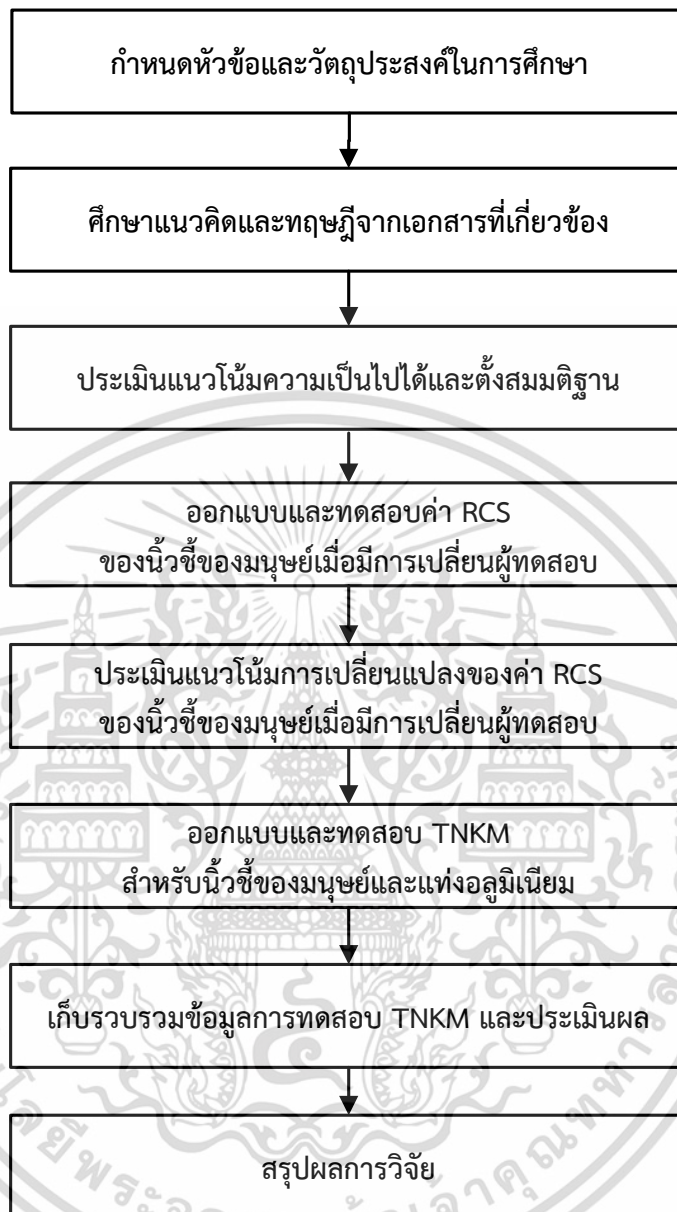 กำหนดหัวข้อและวัตถุประสงค์ในการศึกษา
ศึกษาแนวคิดและทฤษฎีจากเอกสารที่เกี่ยวข้อง
ประเมินแนวโน้มความเป็นไปได้และตั้งสมมติฐาน
ออกแบบและทดสอบค่า RCS
ของนิ้วชี้ของมนุษย์เมื่อมีการเปลี่ยนผู้ทดสอบ
ประเมินแนวโน้มการเปลี่ยนแปลงของค่า RCS
ของนิ้วชี้ของมนุษย์เมื่อมีการเปลี่ยนผู้ทดสอบ
ออกแบบและทดสอบ TNKM
สำหรับนิ้วชี้ของมนุษย์และแท่งอลูมิเนียม
เก็บรวบรวมข้อมูลการทดสอบ TNKM และประเมินผล
สรุปผลการวิจัย